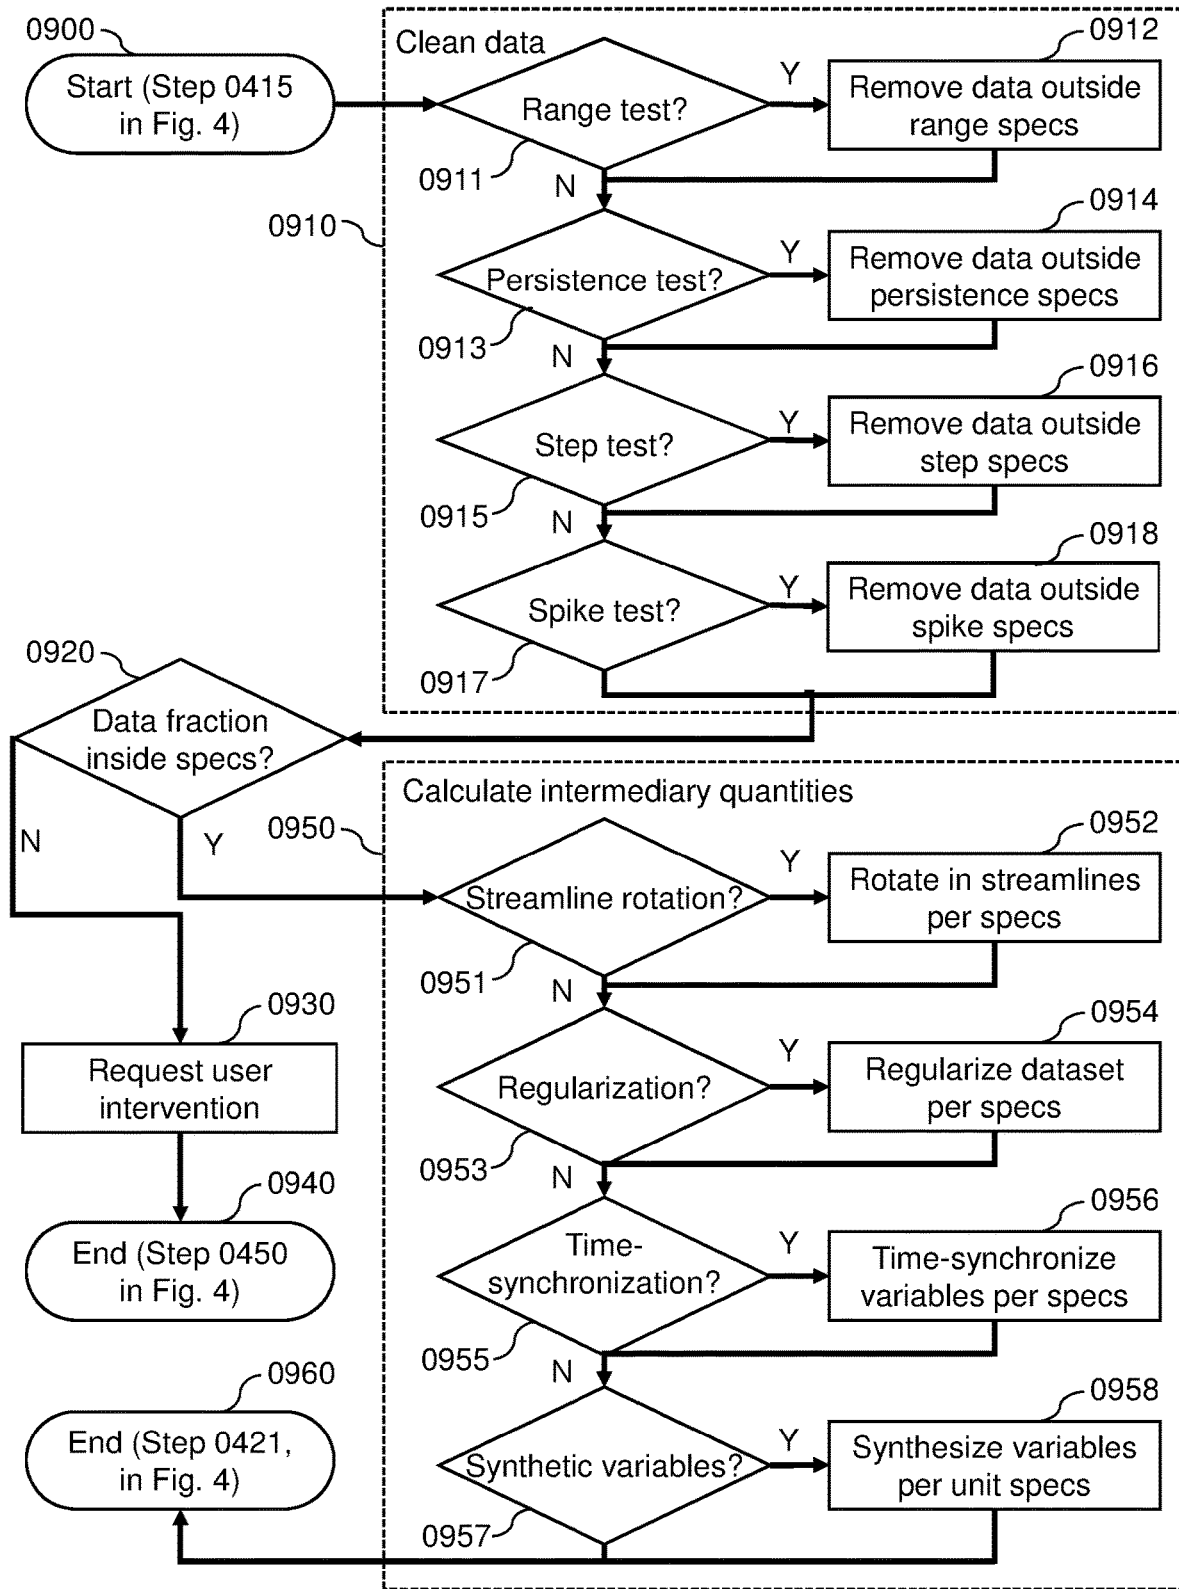 0900
Start (Step 0415
in Fig. 4)
Clean data
0910
Range test?
0911
Y
N
0912
Remove data outside
range specs
Persistence test?
0913
Y
N
0914
Remove data outside
persistence specs
Step test?
0915
Y
N
0916
Remove data outside
step specs
Spike test?
0917
Y
0918
Remove data outside
spike specs
0920
Data fraction
inside specs?
N
Y
0930
Request user
intervention
0940
End (Step 0450
in Fig. 4)
0950
Calculate intermediary quantities
Streamline rotation?
0951
Y
N
0952
Rotate in streamlines
per specs
Regularization?
0953
Y
N
0954
Regularize dataset
per specs
Time-
synchronization?
0955
Y
N
0956
Time-synchronize
variables per specs
Synthetic variables?
0957
Y
0958
Synthesize variables
per unit specs
0960
End (Step 0421,
in Fig. 4)